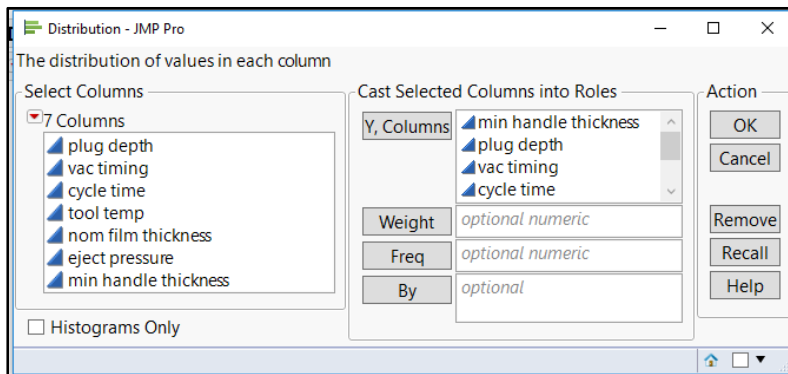 Distribution - JMP Pro
The distribution of values in each column
Select Columns
7 Columns
plug depth
vac timing
cycle time
tool temp
nom film thickness
eject pressure
min handle thickness
Histograms Only
Cast Selected Columns into Roles
Y, Columns
min handle thickness
plug depth
vac timing
cycle time
Weight
optional numeric
Freq
optional numeric
By
optional
Action
OK
Cancel
Remove
Recall
Help